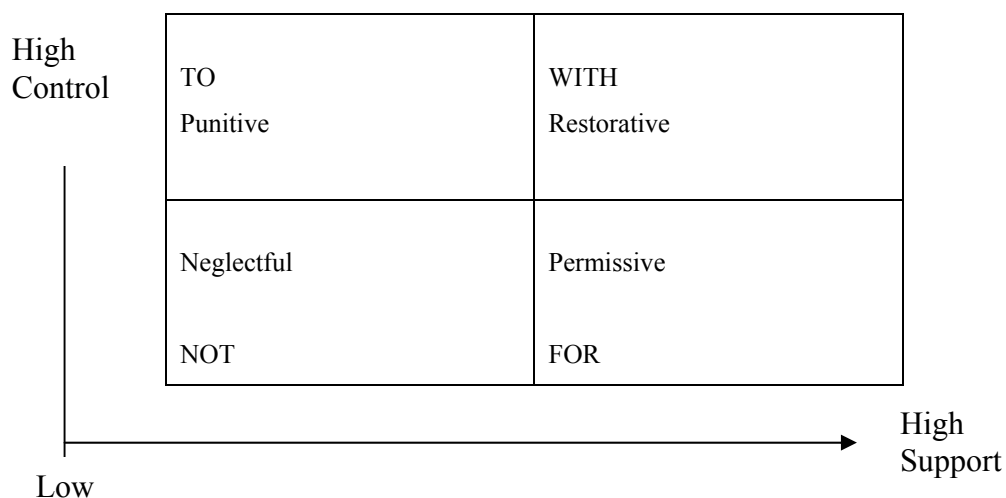 High
Control
TO
Punitive
WITH
Restorative
Neglectful
NOT
Permissive
FOR
High
Support
Low